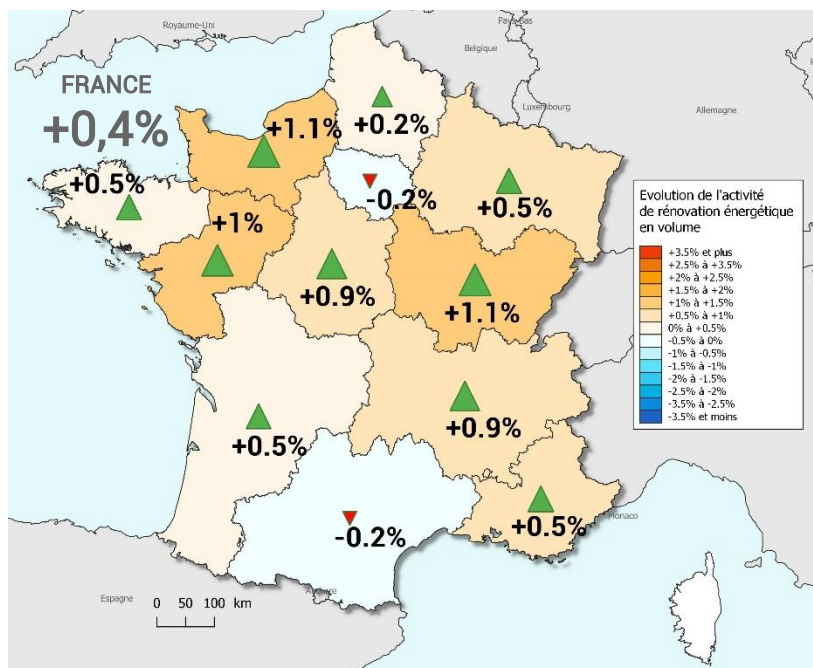 Royaume-Uni
Pays-Bas
Belgique
FRANCE
+0,4%
Luxembourg
Allemagne
+0.2%
+1.1%
-0.2%
+0.5%
+0.5%
+1%
+0.9%
+1.1%
Evolution de l'activité
de rénovation énergétique
en volume
+3.5% et plus
+2.5% à +3.5%
+2% à +2.5%
+1.5% à +2%
+1% à +1.5%
+0.5% à +1%
0% à +0.5%
-0.5% à 0%
-1% à -0.5%
-1.5% à -1%
-2% à -1.5%
-2.5% à -2%
-3.5% à -2.5%
-3.5% et moins
+0.5%
+0.9%
+0.5%
Monaco
-0.2%
Espagne
0 50 100 km